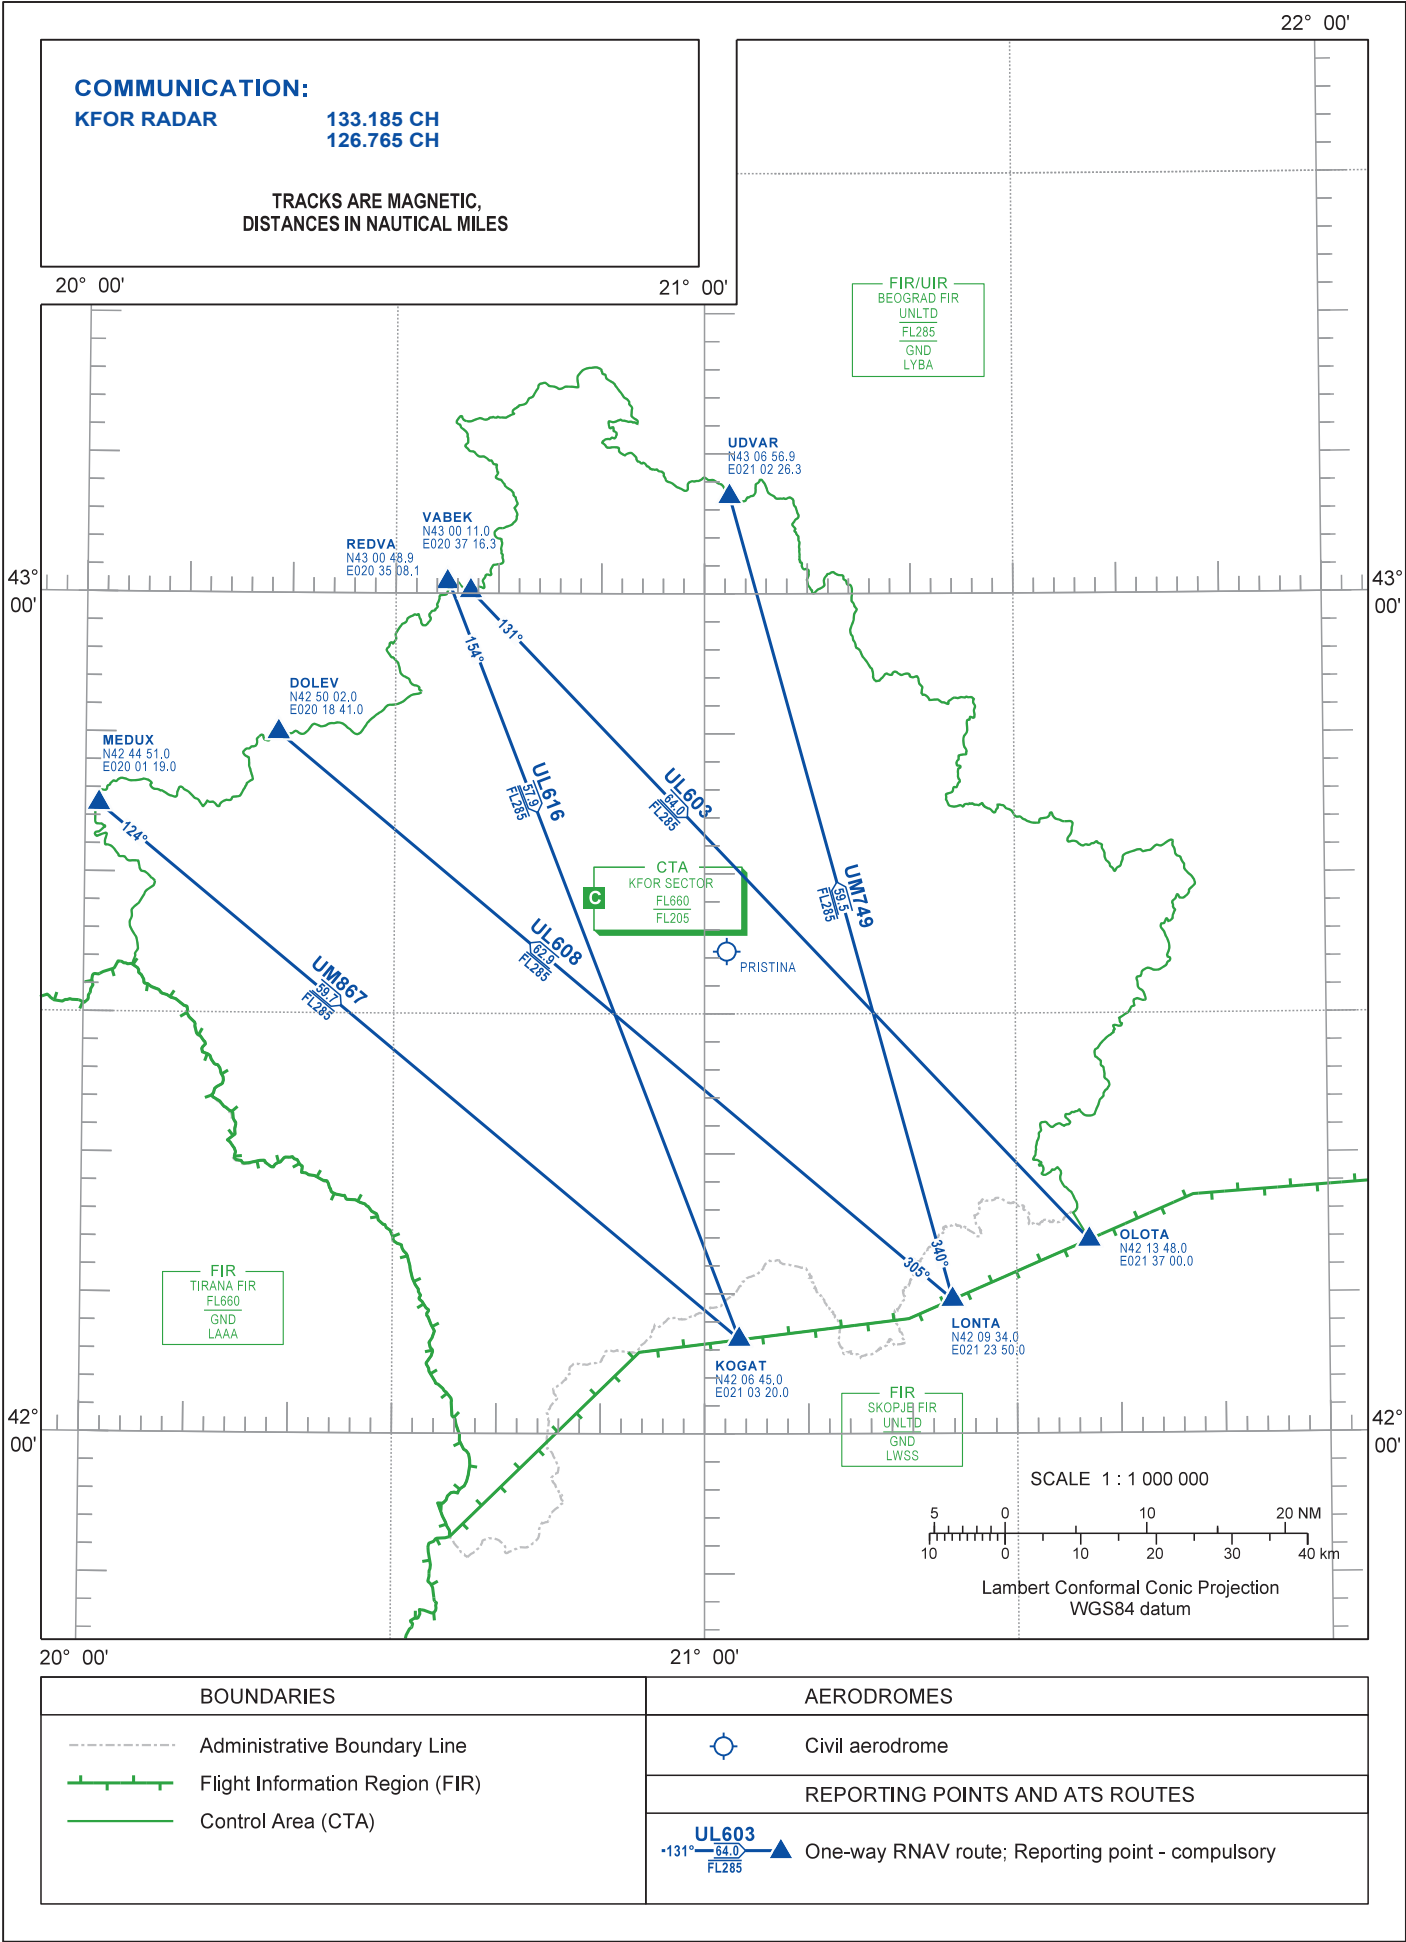 22° 00'
COMMUNICATION:
KFOR RADAR 133.185 CH
126.765 CH
TRACKS ARE MAGNETIC,
DISTANCES IN NAUTICAL MILES
20° 00'
21° 00'
FIR/UIR
BEOGRAD FIR
UNLTD
FL285
GND
LYBA
UDVAR
N43 06 56.9
E021 02 26.3
VABEK
N43 00 11.0
E020 37 16.3
REDVA
N43 00 48.9
E020 35 08.1
43°
00'
43°
00'
131°
154°
DOLEV
N42 50 02.0
E020 18 41.0
MEDUX
N42 44 51.0
E020 01 19.0
124°
UL616
57.9
FL285
UL603
64.0
FL285
CTA
KFOR SECTOR
FL660
FL205
C
UM749
59.5
FL285
PRISTINA
UL608
62.9
FL285
UM867
59.7
FL285
340°
305°
OLOTA
N42 13 48.0
E021 37 00.0
FIR
TIRANA FIR
FL660
GND
LAAA
LONTA
N42 09 34.0
E021 23 50.0
KOGAT
N42 06 45.0
E021 03 20.0
FIR
SKOPJE FIR
UNLTD
GND
LWSS
42°
00'
42°
00'
SCALE 1 : 1 000 000
5 0 10 20 NM
10 0 10 20 30 40 km
Lambert Conformal Conic Projection
WGS84 datum
20° 00'
21° 00'
BOUNDARIES
Administrative Boundary Line
Flight Information Region (FIR)
Control Area (CTA)
AERODROMES
Civil aerodrome
REPORTING POINTS AND ATS ROUTES
UL603
131° 64.0
FL285
One-way RNAV route; Reporting point - compulsory